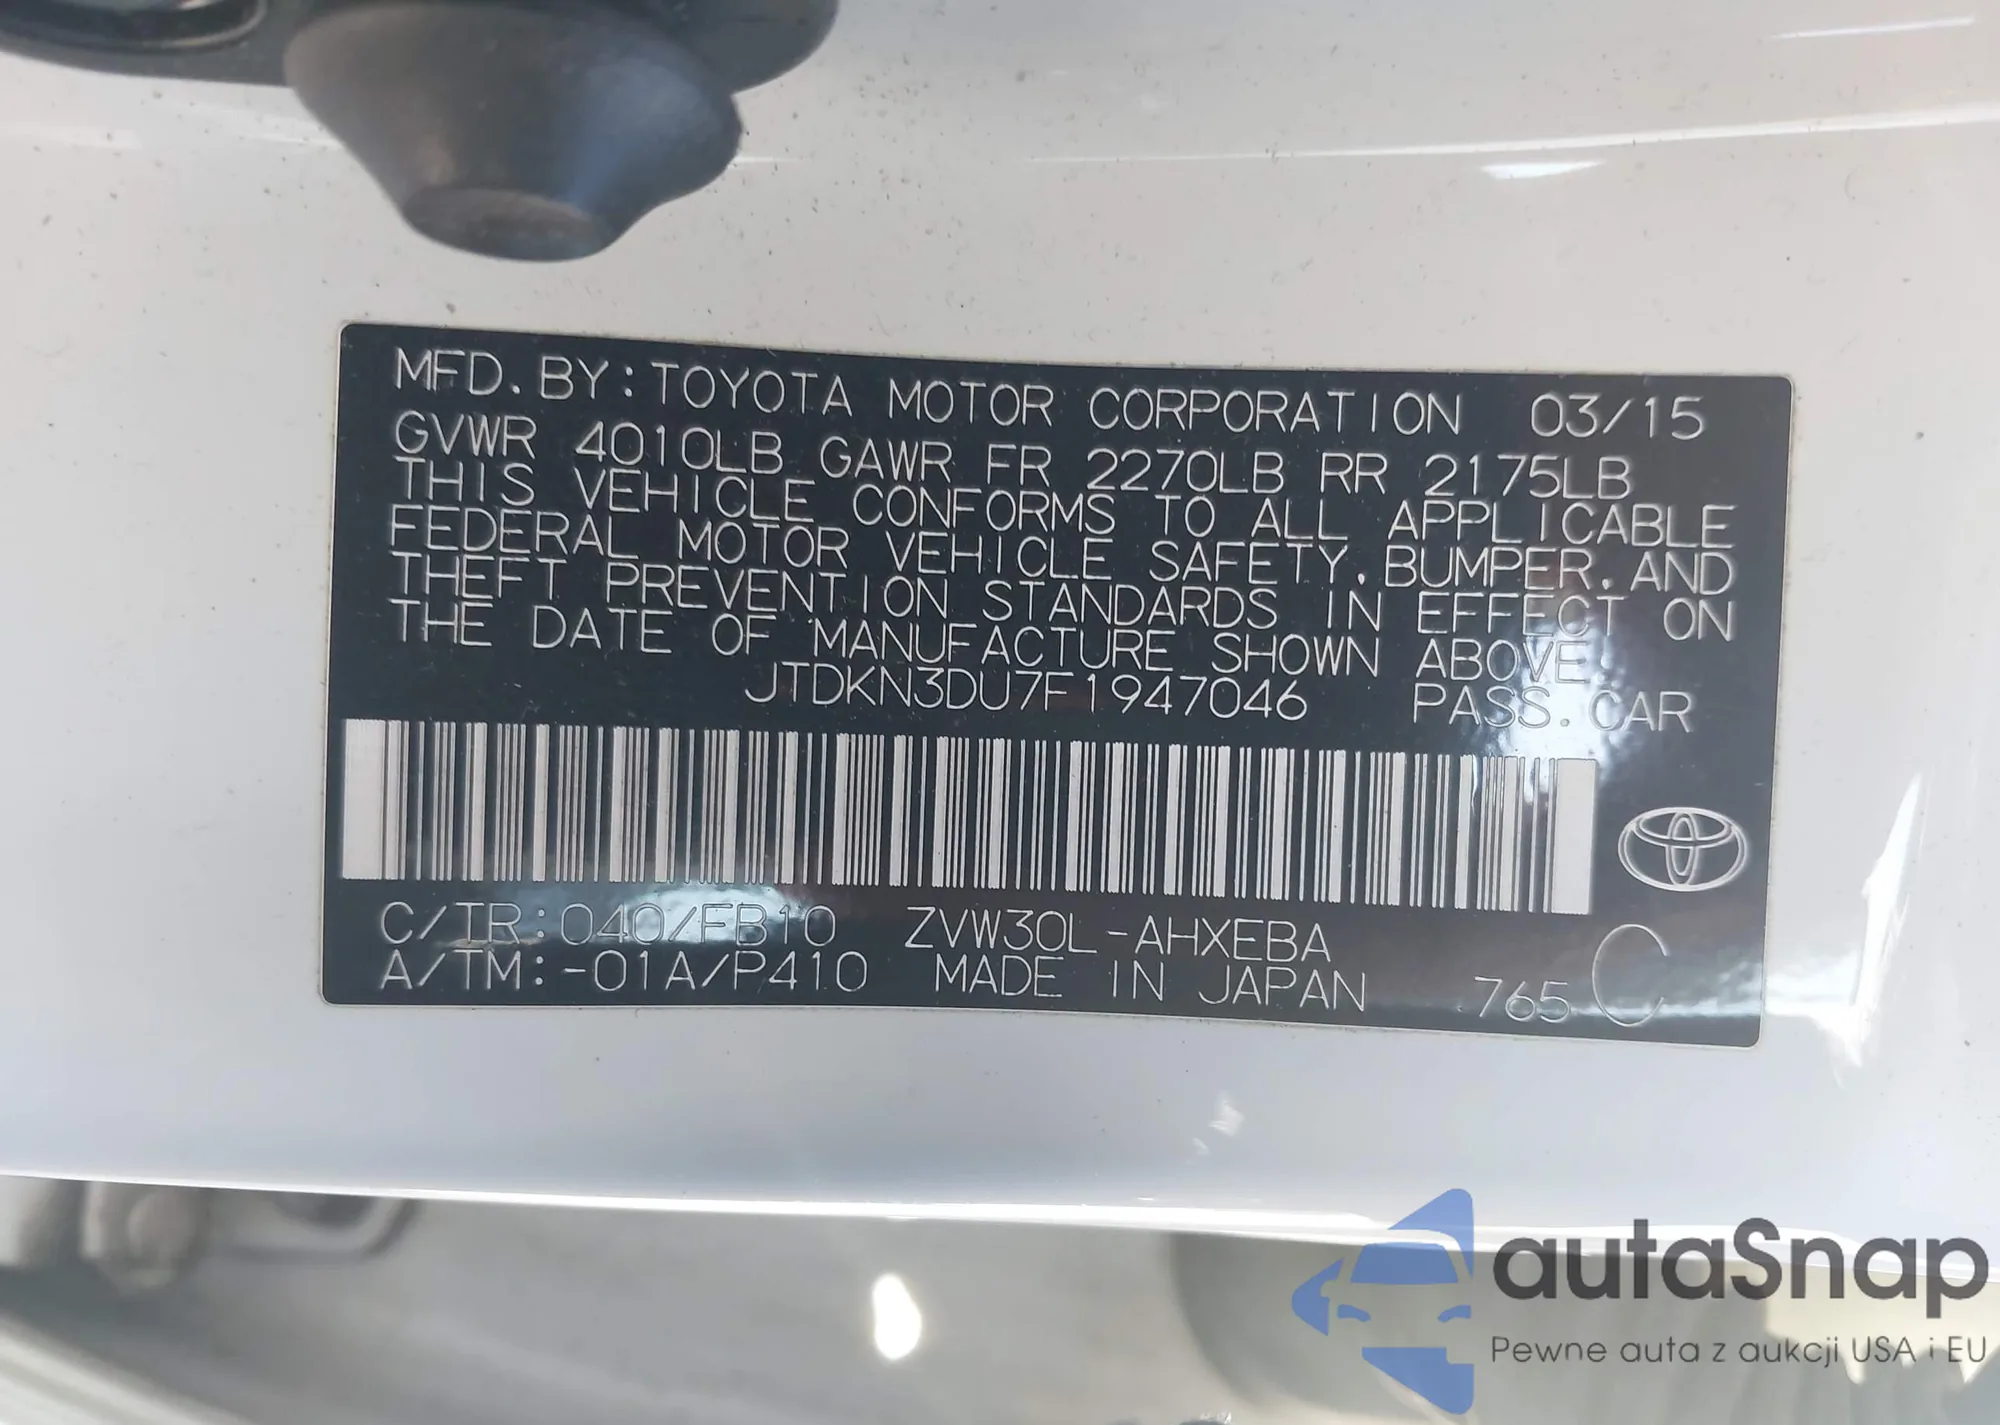 MFD. BY: TOYOTA MOTOR CORPORATION 03/15
GVWR 4010LB GAWR FR 2270LB RR 2175LB
THIS VEHICLE CONFORMS TO ALL APPLICABLE
FEDERAL MOTOR VEHICLE SAFETY, BUMPER, AND
THEFT PREVENTION STANDARDS IN EFFECT ON
THE DATE OF MANUFACTURE SHOWN ABOVE.
JTDKN3DU7F1947046 PASS. CAR
C/TR: 040/FB10 ZVW30L-AHXEBA
A/TM: -01A/P410 MADE IN JAPAN 765 C
autaSnap
Pewne auta z aukcji USA i EU